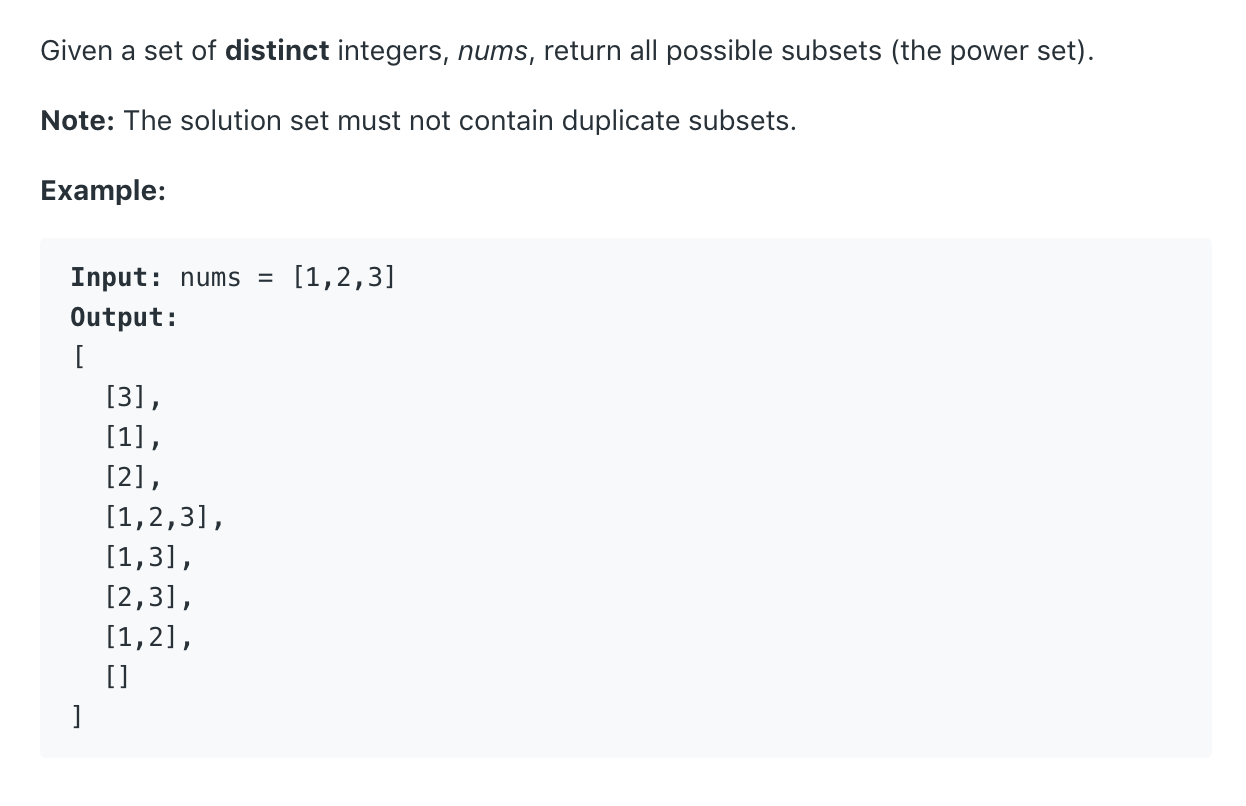 Given a set of distinct integers, nums, return all possible subsets (the power set).
Note: The solution set must not contain duplicate subsets.
Example:
Input: nums = [1,2,3]
Output:
[
  [3],
  [1],
  [2],
  [1,2,3],
  [1,3],
  [2,3],
  [1,2],
  []
]